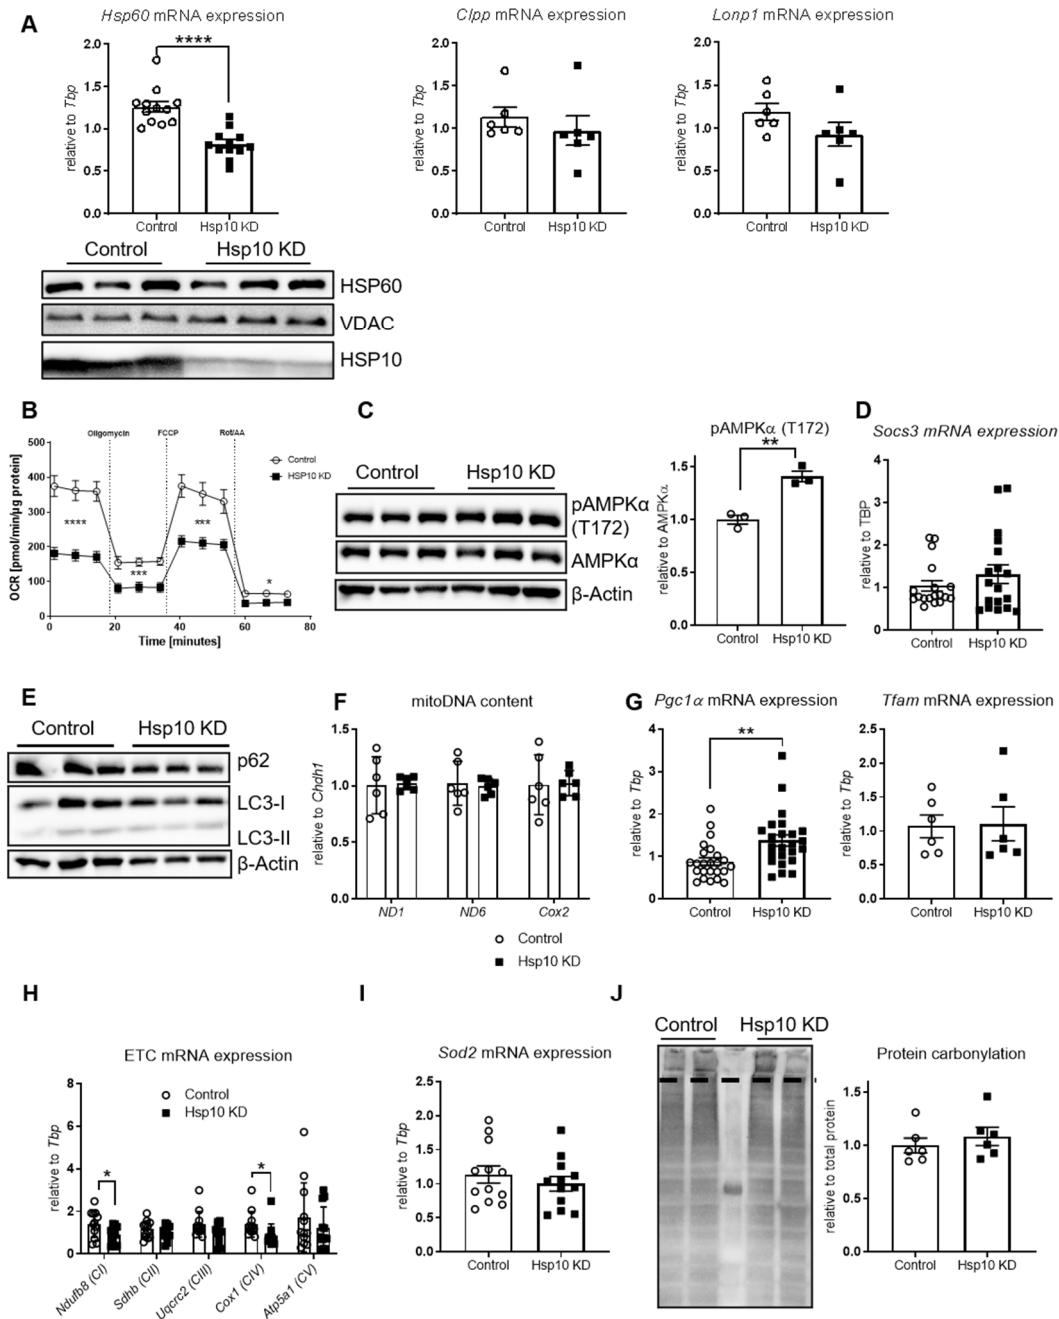 A
Hsp60 mRNA expression
Clpp mRNA expression
Lonp1 mRNA expression
****
relative to Tbp
2.0
1.5
1.0
0.5
0.0
Control
Hsp10 KD
relative to Tbp
2.0
1.5
1.0
0.5
0.0
Control
Hsp10 KD
relative to Tbp
2.0
1.5
1.0
0.5
0.0
Control
Hsp10 KD
Control
Hsp10 KD
HSP60
VDAC
HSP10
B
Oligomycin
FCCP
Rot/AA
Control
HSP10 KD
OCR [pmol/min/µg protein]
500
400
300
200
100
0
****
***
***
*
0
20
40
60
80
Time [minutes]
C
Control
Hsp10 KD
pAMPKα
(T172)
AMPKα
β-Actin
pAMPKα (T172)
**
relative to AMPKα
1.5
1.0
0.5
0.0
Control
Hsp10 KD
D
Socs3 mRNA expression
relative to TBP
4
3
2
1
0
Control
Hsp10 KD
E
Control
Hsp10 KD
p62
LC3-I
LC3-II
β-Actin
F
mitoDNA content
relative to Chdh1
1.5
1.0
0.5
0.0
ND1
ND6
Cox2
Control
Hsp10 KD
G
Pgc1α mRNA expression
**
relative to Tbp
4
3
2
1
0
Control
Hsp10 KD
Tfam mRNA expression
relative to Tbp
2.5
2.0
1.5
1.0
0.5
0.0
Control
Hsp10 KD
H
ETC mRNA expression
Control
Hsp10 KD
relative to Tbp
8
6
4
2
0
*
*
Ndufb8 (CI)
Sdhb (CII)
Uqcrc2 (CIII)
Cox1 (CIV)
Atp5a1 (CV)
I
Sod2 mRNA expression
relative to Tbp
2.5
2.0
1.5
1.0
0.5
0.0
Control
Hsp10 KD
J
Control
Hsp10 KD
Protein carbonylation
relative to total protein
1.5
1.0
0.5
0.0
Control
Hsp10 KD